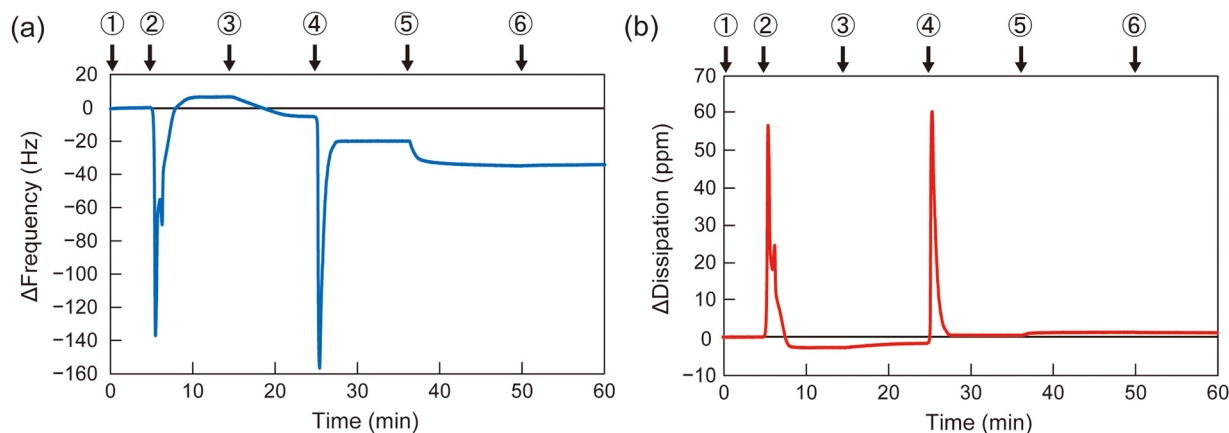 (a)
① ② ③ ④ ⑤ ⑥
20
0
−20
−40
−60
−80
−100
−120
−140
−160
ΔFrequency (Hz)
0 10 20 30 40 50 60
Time (min)
(b)
① ② ③ ④ ⑤ ⑥
70
60
50
40
30
20
10
0
−10
ΔDissipation (ppm)
0 10 20 30 40 50 60
Time (min)